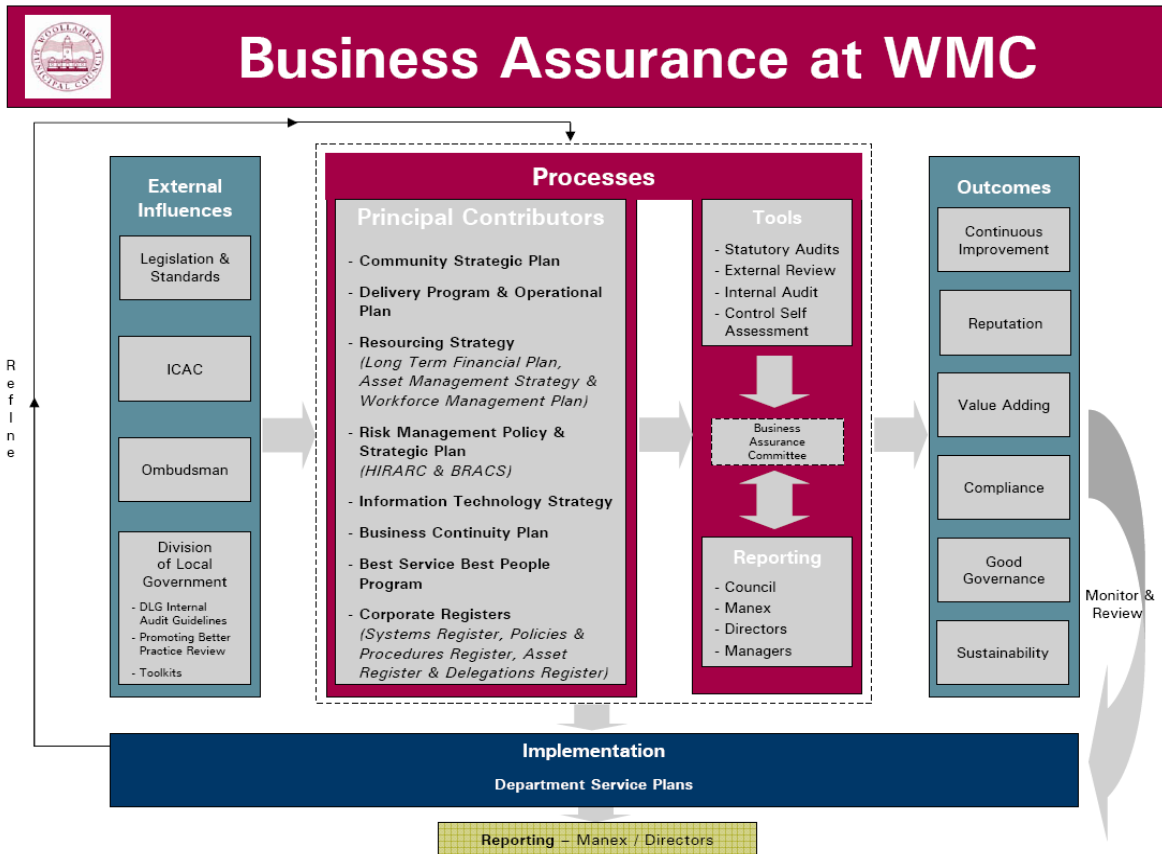 WOOLLAHRA
MUNICIPAL COUNCIL
Business Assurance at WMC
External
Influences
Legislation &
Standards
ICAC
Ombudsman
Division
of Local
Government
- DLG Internal
Audit Guidelines
- Promoting Better
Practice Review
- Toolkits
Processes
Principal Contributors
- Community Strategic Plan
- Delivery Program & Operational
Plan
- Resourcing Strategy
(Long Term Financial Plan,
Asset Management Strategy &
Workforce Management Plan)
- Risk Management Policy &
Strategic Plan
(HIRARC & BRACS)
- Information Technology Strategy
- Business Continuity Plan
- Best Service Best People
Program
- Corporate Registers
(Systems Register, Policies &
Procedures Register, Asset
Register & Delegations Register)
Tools
- Statutory Audits
- External Review
- Internal Audit
- Control Self
Assessment
Business
Assurance
Committee
Reporting
- Council
- Manex
- Directors
- Managers
Outcomes
Continuous
Improvement
Reputation
Value Adding
Compliance
Good
Governance
Sustainability
Monitor &
Review
R
e
f
I
n
e
Implementation
Department Service Plans
Reporting – Manex / Directors